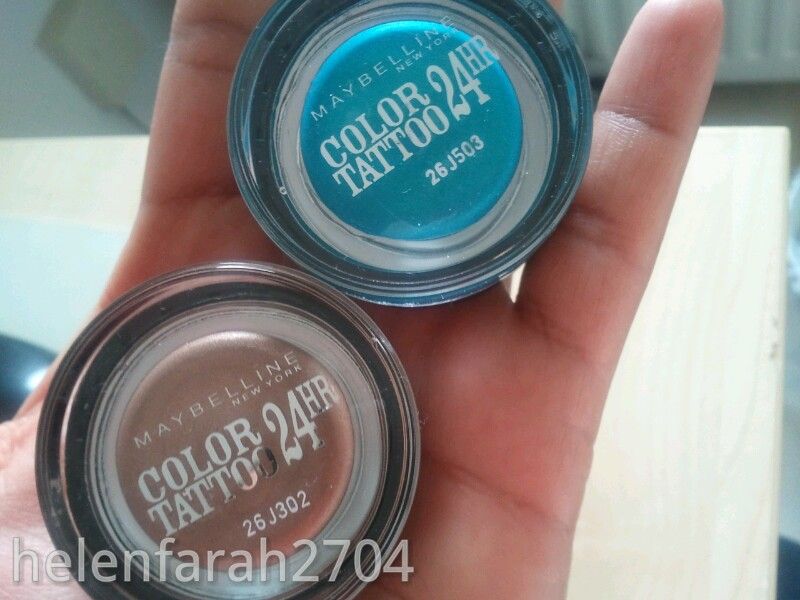 MAYBELLINE
NEW YORK
COLOR
TATTOO
24HR
26J503
MAYBELLINE
NEW YORK
COLOR
TATTOO
24HR
26J302
helenfarah2704